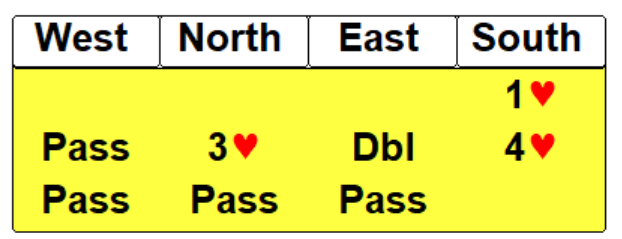 West North East South
1♥
Pass 3♥ Dbl 4♥
Pass Pass Pass